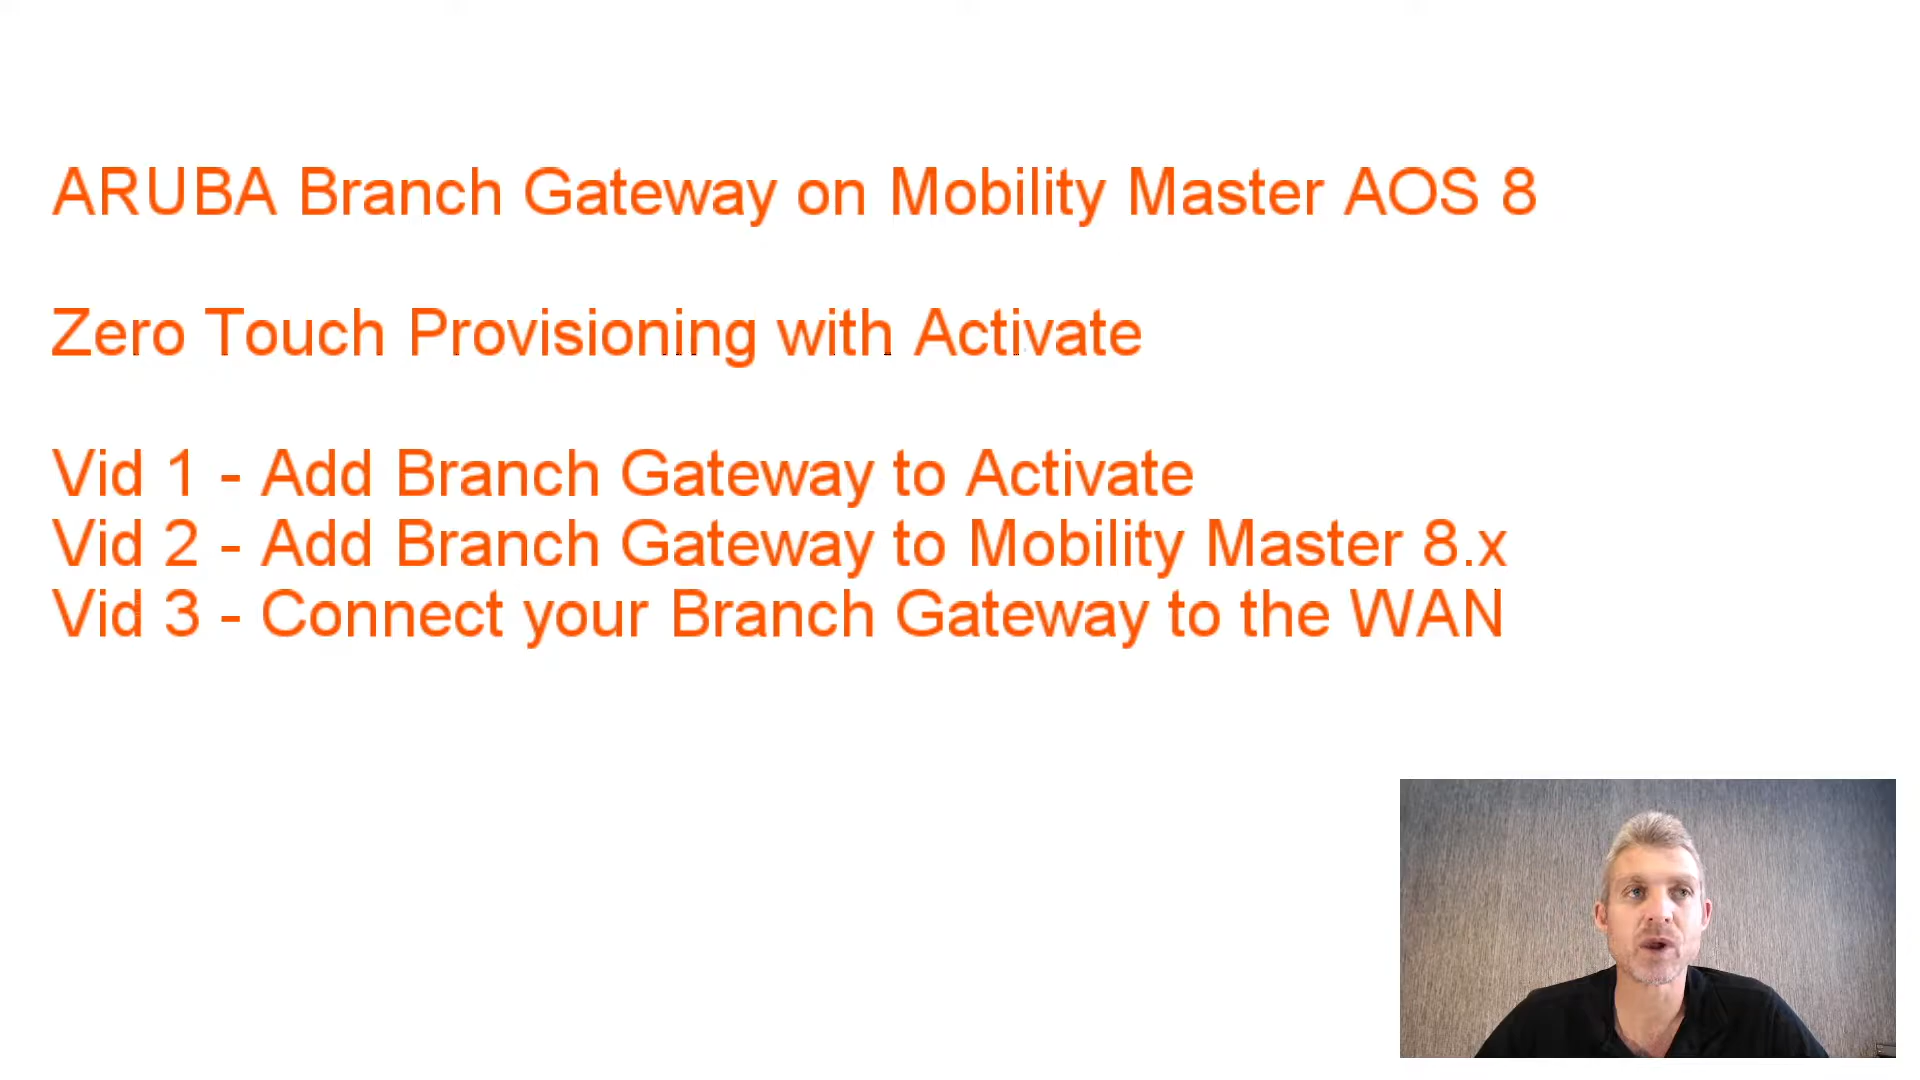 ARUBA Branch Gateway on Mobility Master AOS 8
Zero Touch Provisioning with Activate
Vid 1 - Add Branch Gateway to Activate
Vid 2 - Add Branch Gateway to Mobility Master 8.x
Vid 3 - Connect your Branch Gateway to the WAN